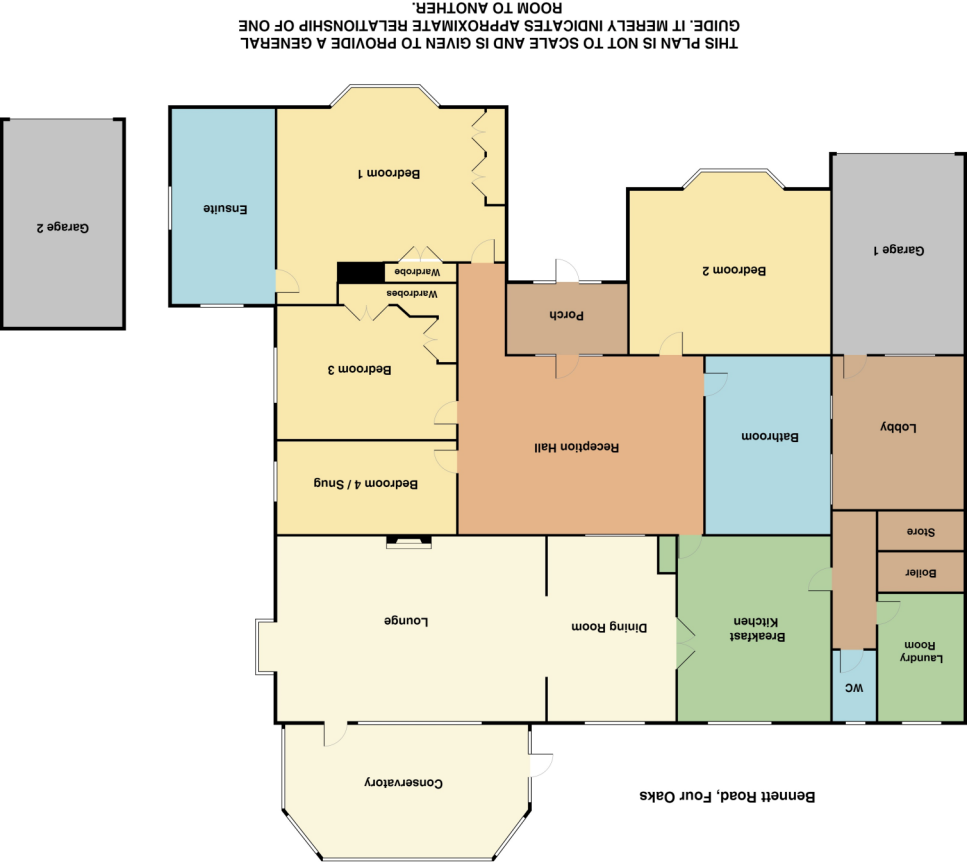 Bennett Road, Four Oaks
Conservatory
WC
Laundry
Room
Breakfast
Kitchen
Dining Room
Lounge
Boiler
Store
Bedroom 4 / Snug
Reception Hall
Bathroom
Lobby
Bedroom 3
Porch
Wardrobes
Wardrobe
Bedroom 2
Garage 1
Garage 2
Ensuite
Bedroom 1
THIS PLAN IS NOT TO SCALE AND IS GIVEN TO PROVIDE A GENERAL
GUIDE. IT MERELY INDICATES APPROXIMATE RELATIONSHIP OF ONE
ROOM TO ANOTHER.